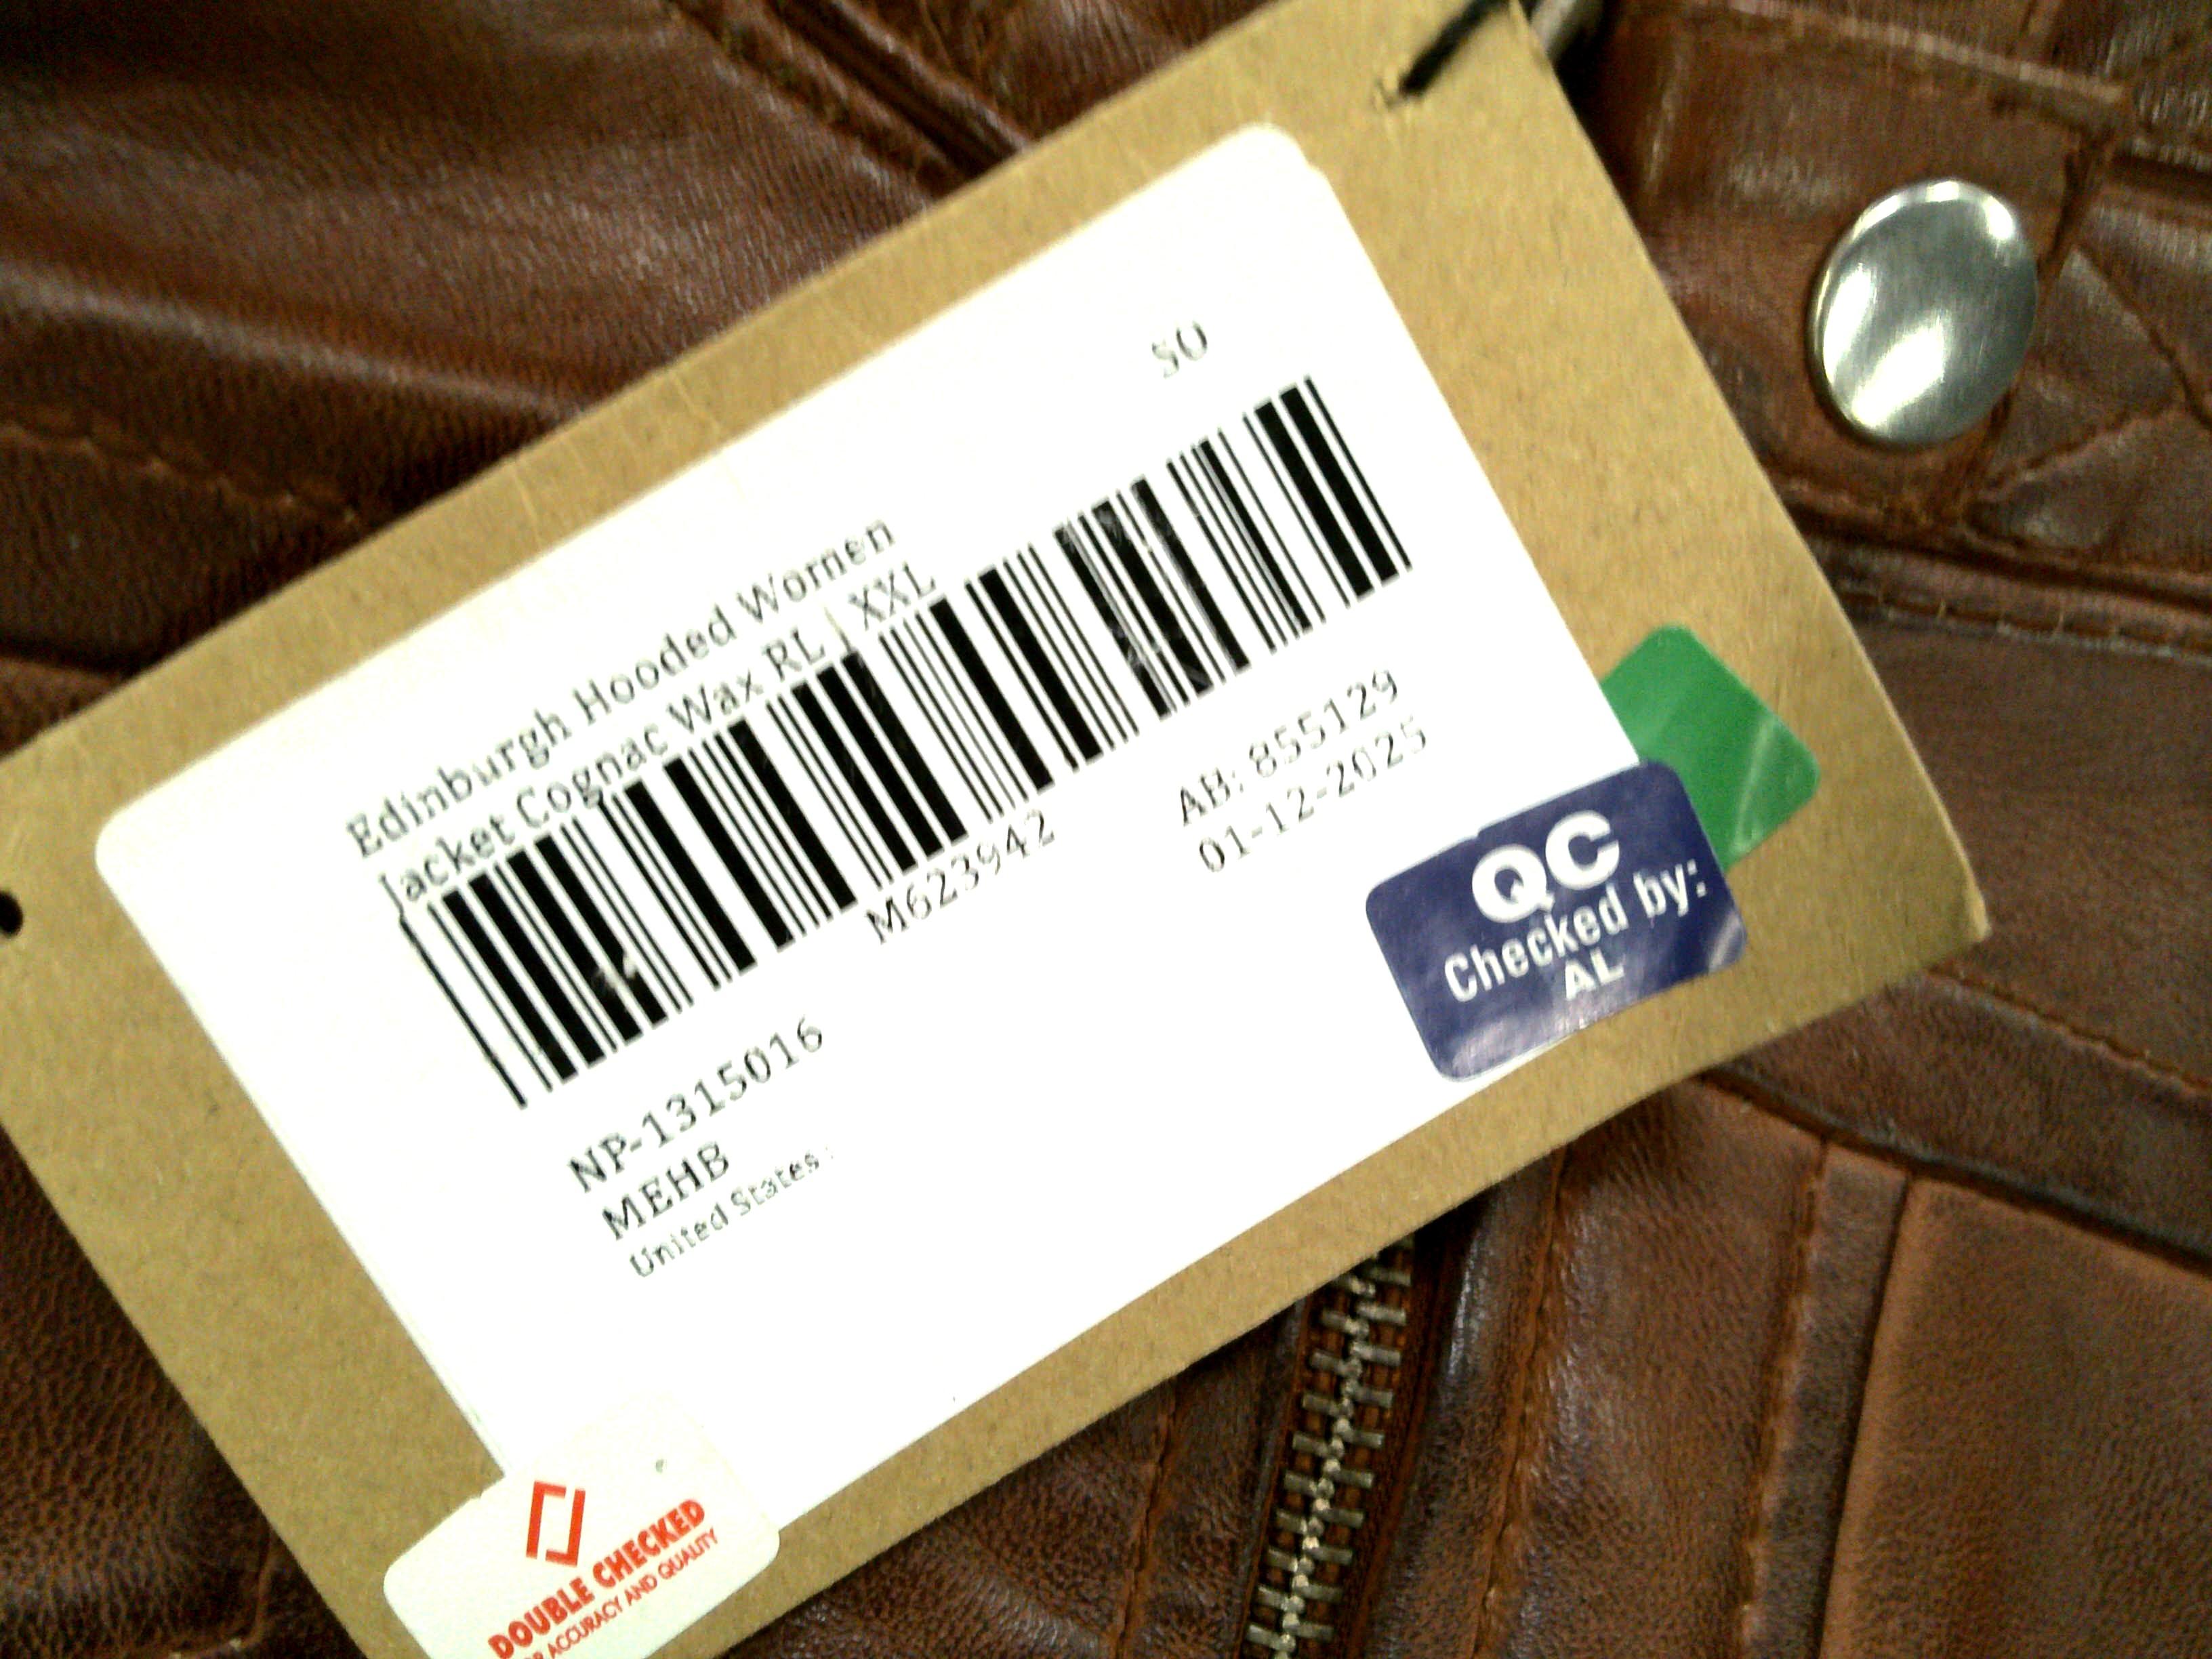 SO
Edinburgh Hooded Women
Jacket Cognac Wax RL | XXL
M623942
AB: 855129
01-12-2025
NP-1315016
MEHB
United States :
QC
Checked by:
AL
DOUBLE CHECKED
ACCURACY AND QUALITY